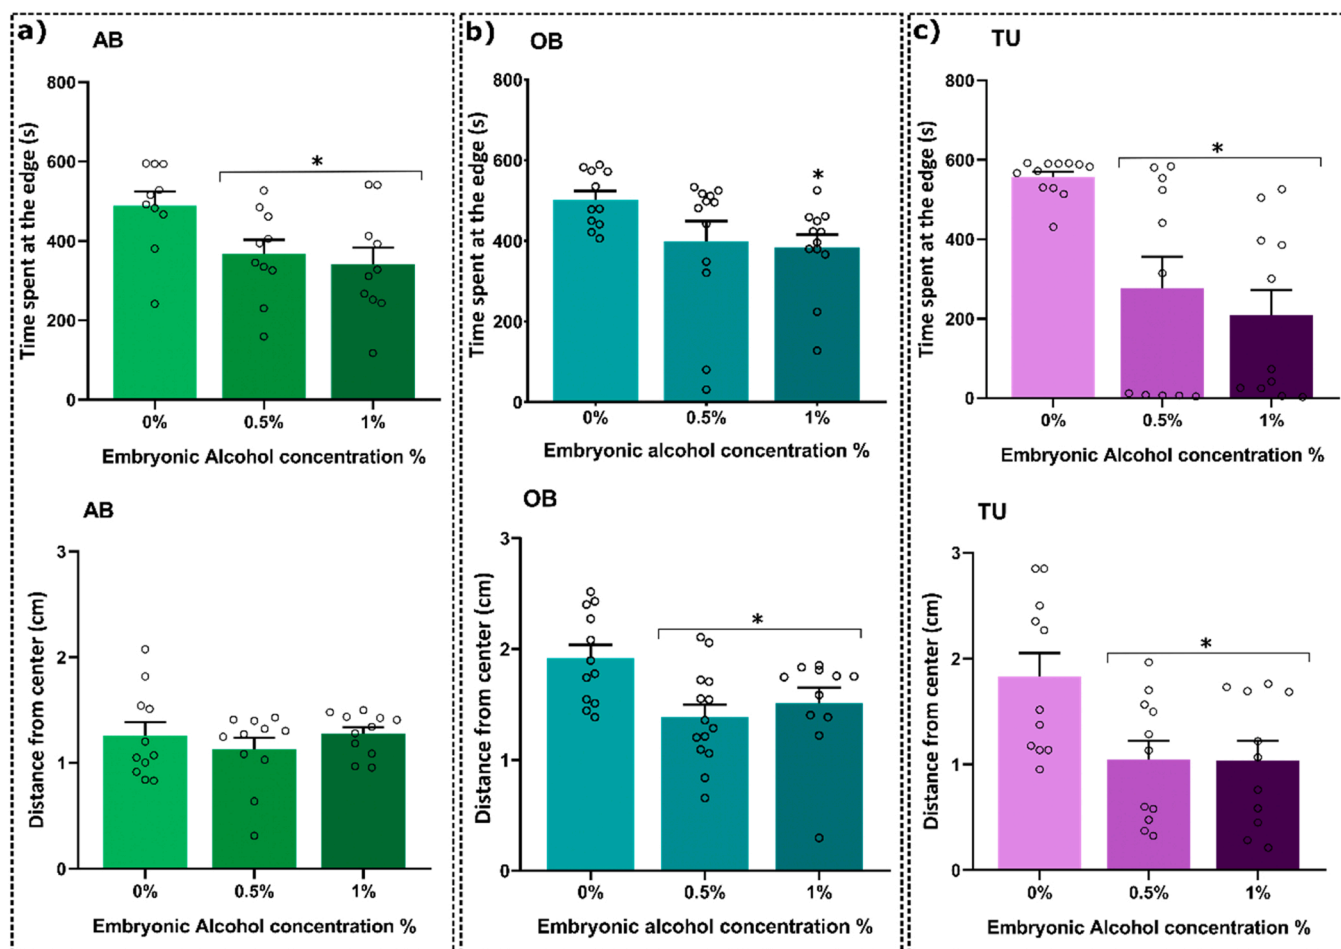 a)
AB
Time spent at the edge (s)
800
600
400
200
0
*
0% 0.5% 1%
Embryonic Alcohol concentration %
AB
Distance from center (cm)
3
2
1
0
0% 0.5% 1%
Embryonic Alcohol concentration %
b)
OB
Time spent at the edge (s)
800
600
400
200
0
*
0% 0.5% 1%
Embryonic alcohol concentration %
OB
Distance from center (cm)
3
2
1
0
*
0% 0.5% 1%
Embryonic Alcohol concentration %
c)
TU
Time spent at the edge (s)
800
600
400
200
0
*
0% 0.5% 1%
Embryonic Alcohol concentration %
TU
Distance from center (cm)
3
2
1
0
*
0% 0.5% 1%
Embryonic Alcohol concentration %